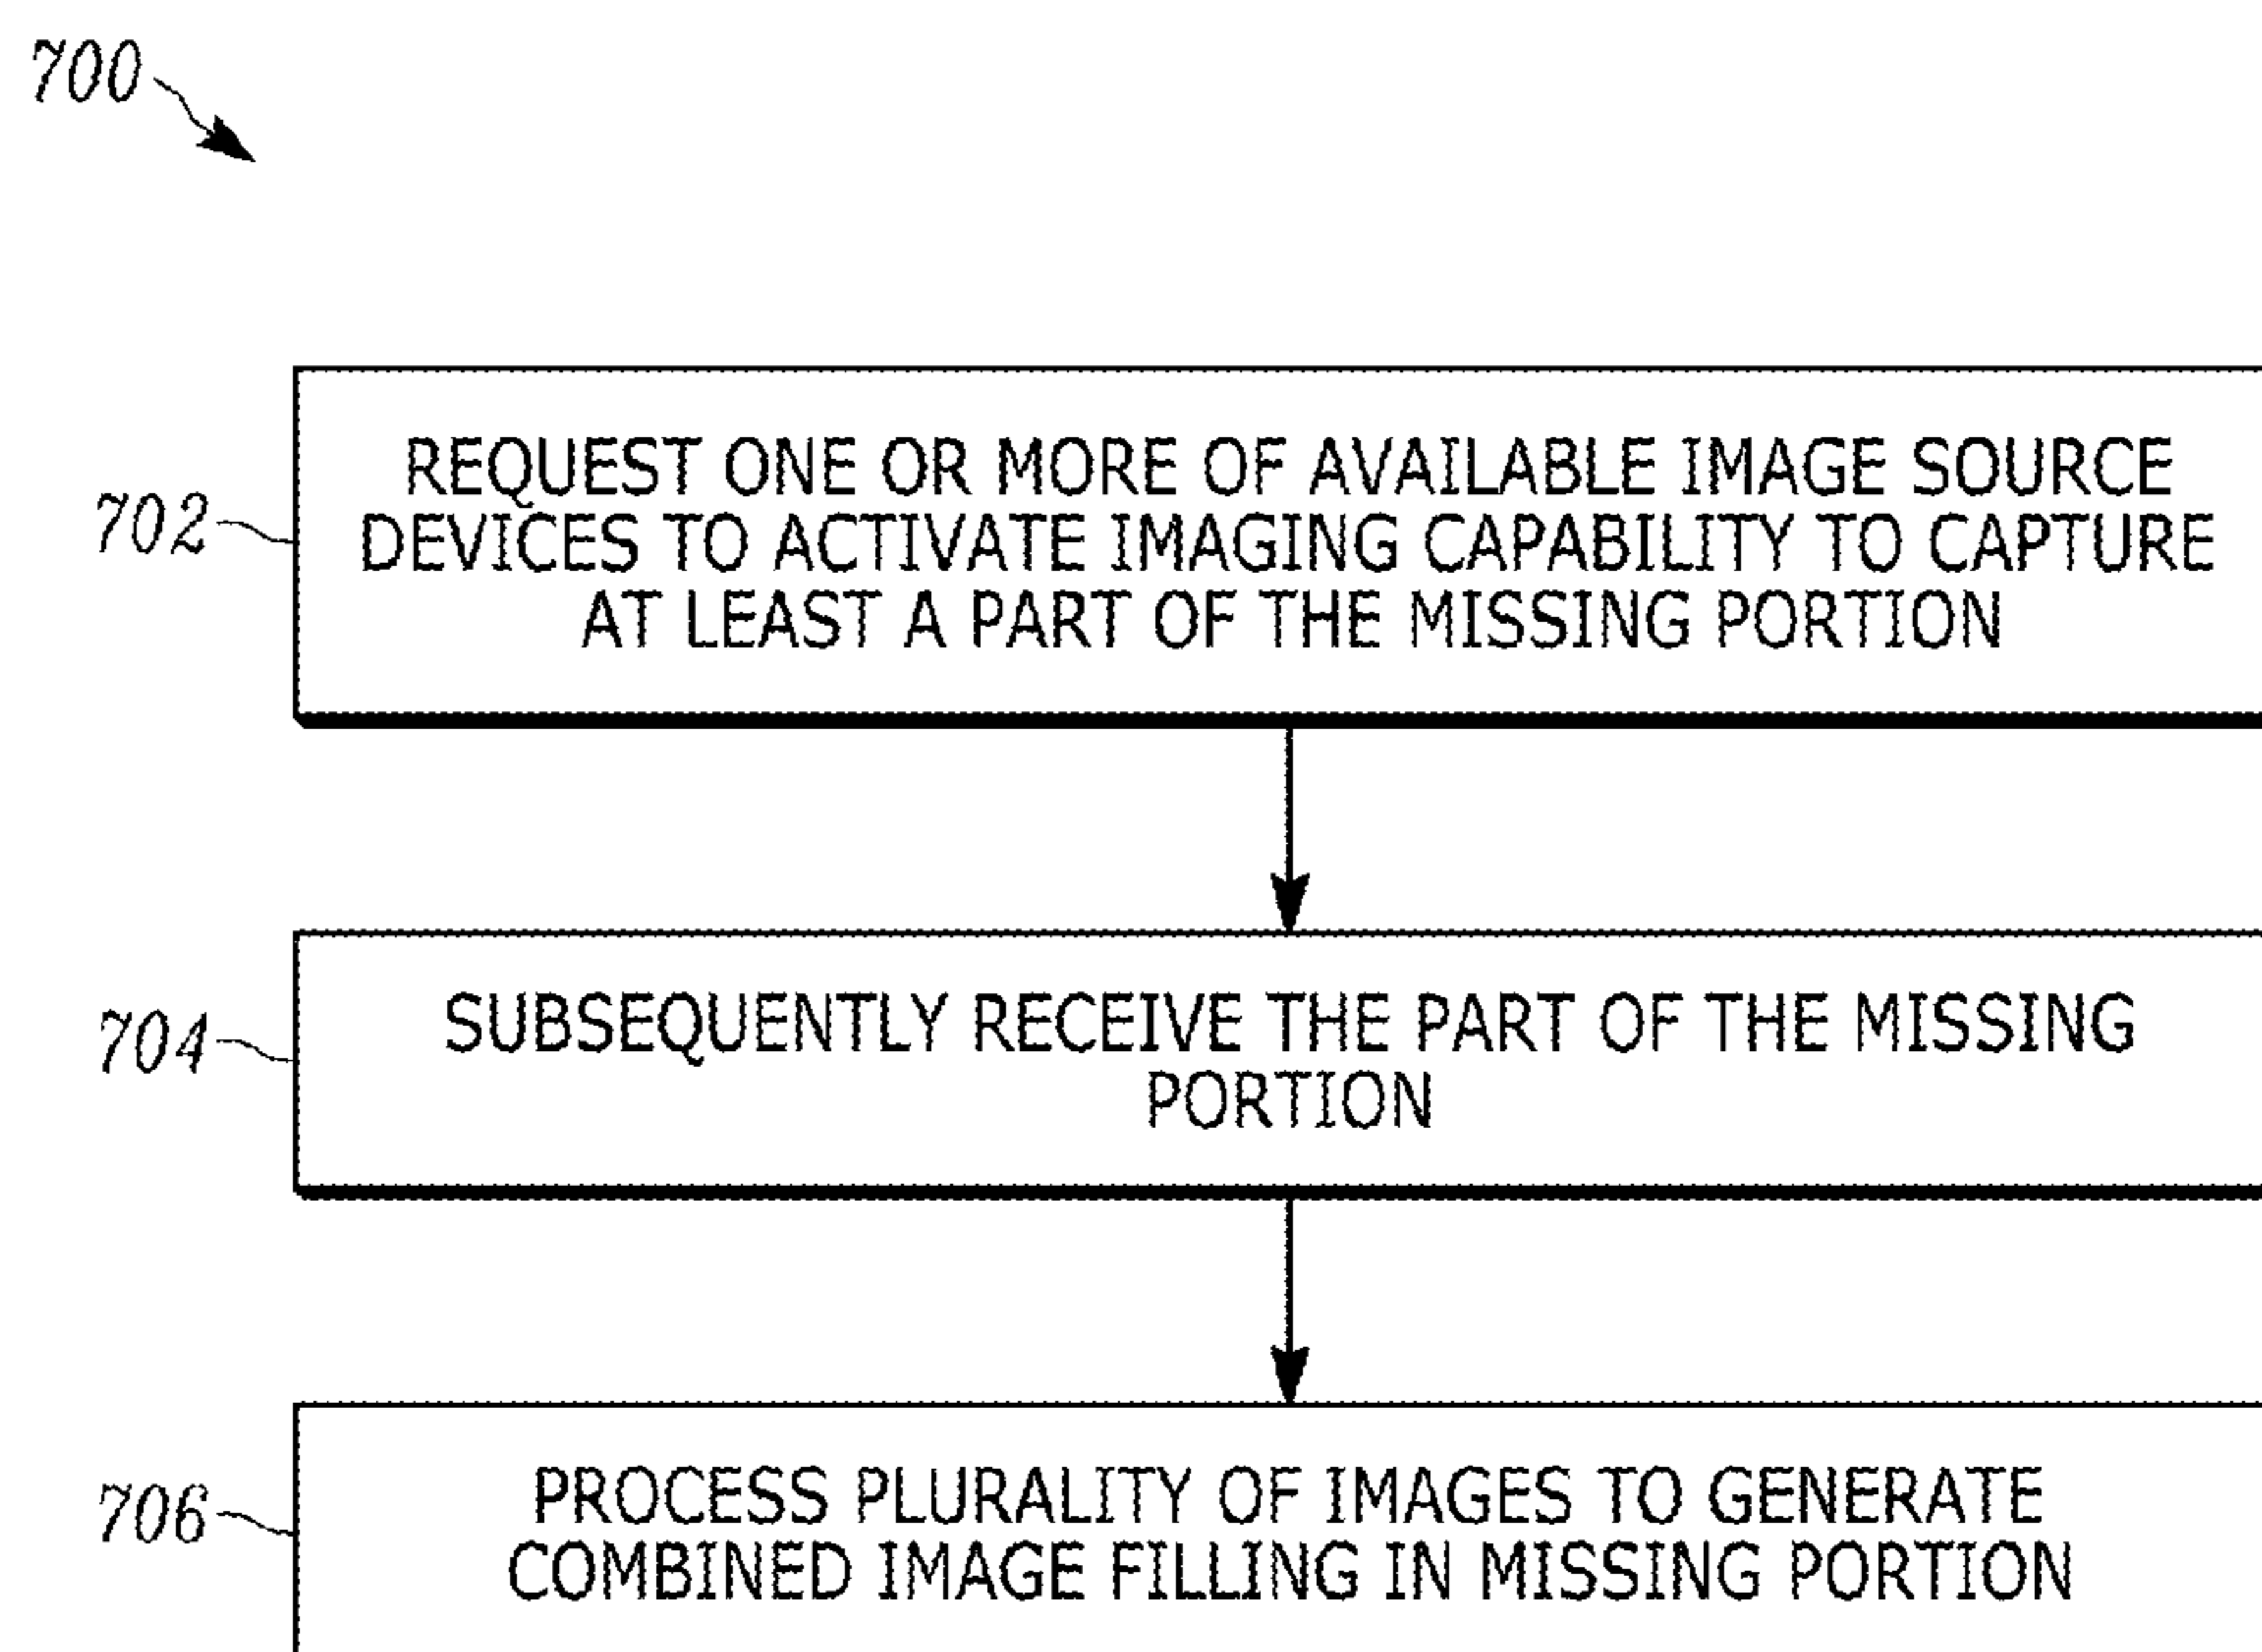 700
702
REQUEST ONE OR MORE OF AVAILABLE IMAGE SOURCE
DEVICES TO ACTIVATE IMAGING CAPABILITY TO CAPTURE
AT LEAST A PART OF THE MISSING PORTION
704
SUBSEQUENTLY RECEIVE THE PART OF THE MISSING
PORTION
706
PROCESS PLURALITY OF IMAGES TO GENERATE
COMBINED IMAGE FILLING IN MISSING PORTION